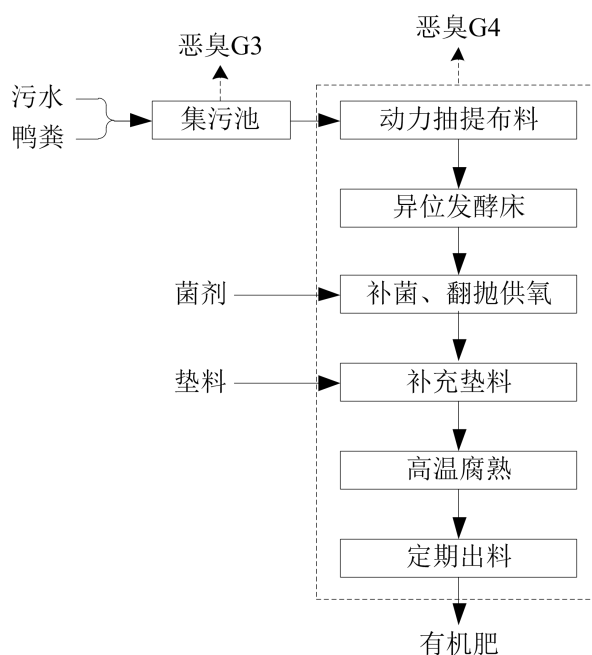 恶臭G3
恶臭G4
污水
鸭粪
集污池
动力抽提布料
异位发酵床
菌剂
补菌、翻抛供氧
垫料
补充垫料
高温腐熟
定期出料
有机肥